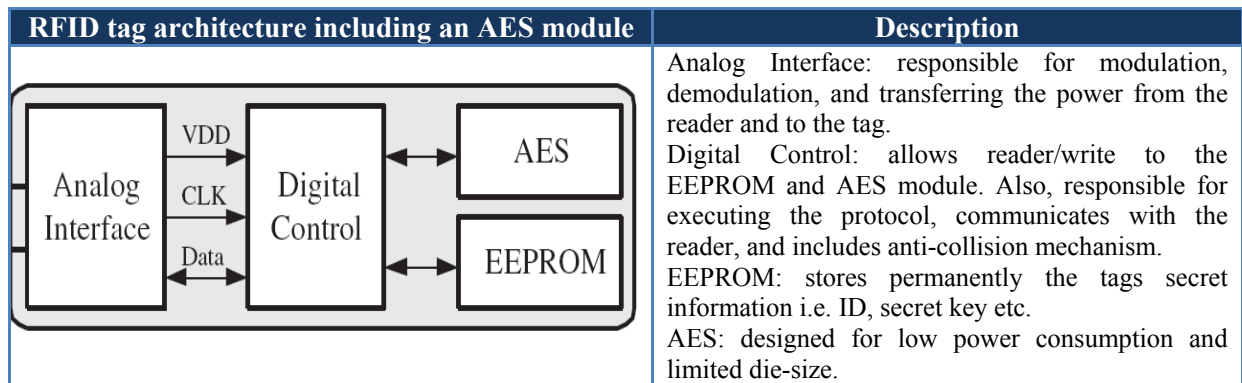 RFID tag architecture including an AES module
Description
Analog
Interface
VDD
CLK
Data
Digital
Control
AES
EEPROM
Analog Interface: responsible for modulation,
demodulation, and transferring the power from the
reader and to the tag.
Digital Control: allows reader/write to the
EEPROM and AES module. Also, responsible for
executing the protocol, communicates with the
reader, and includes anti-collision mechanism.
EEPROM: stores permanently the tags secret
information i.e. ID, secret key etc.
AES: designed for low power consumption and
limited die-size.